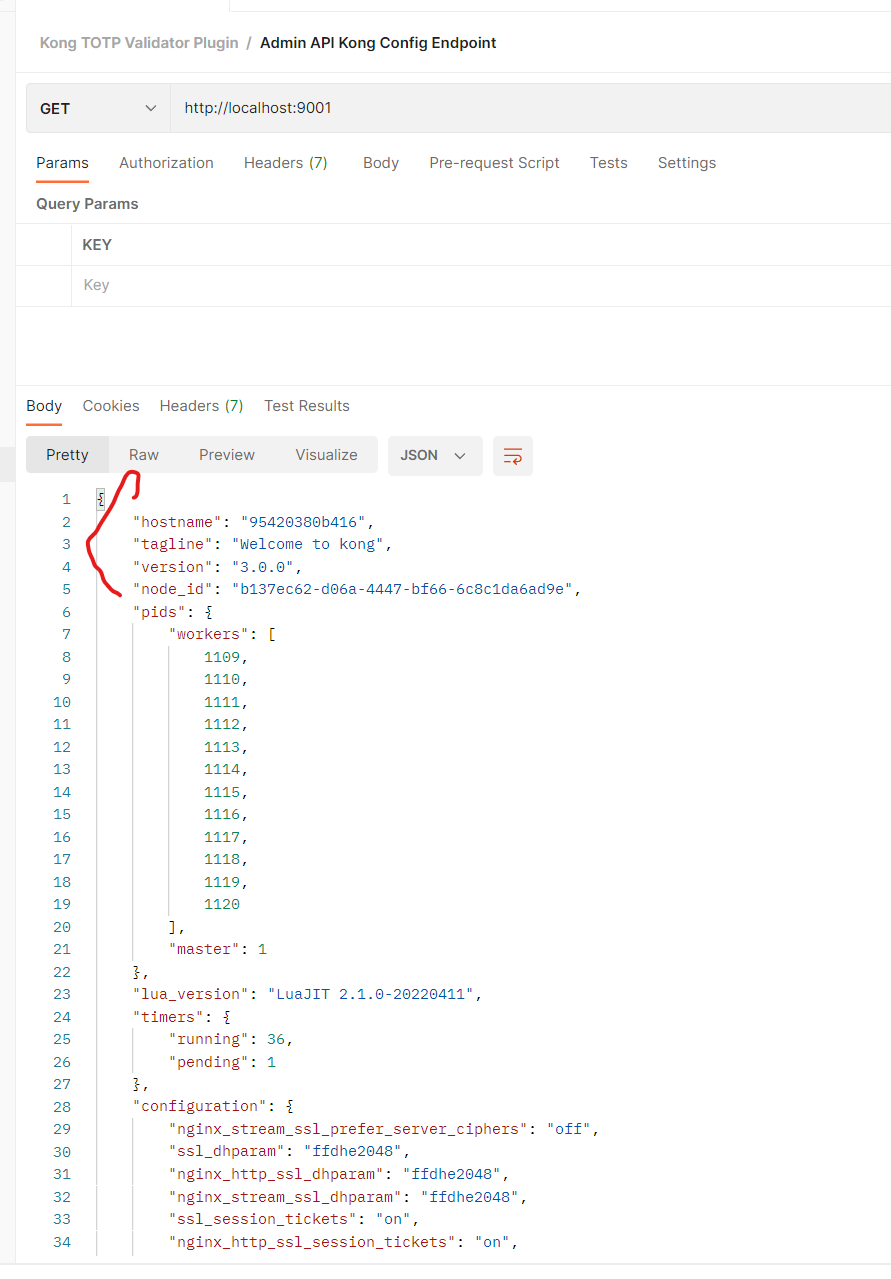 Kong TOTP Validator Plugin / Admin API Kong Config Endpoint
GET http://localhost:9001
Params Authorization Headers (7) Body Pre-request Script Tests Settings
Query Params
KEY
Key
Body Cookies Headers (7) Test Results
Pretty Raw Preview Visualize JSON
1 {
2 "hostname": "95420380b416",
3 "tagline": "Welcome to kong",
4 "version": "3.0.0",
5 "node_id": "b137ec62-d06a-4447-bf66-6c8c1da6ad9e",
6 "pids": {
7 "workers": [
8 1109,
9 1110,
10 1111,
11 1112,
12 1113,
13 1114,
14 1115,
15 1116,
16 1117,
17 1118,
18 1119,
19 1120
20 ],
21 "master": 1
22 },
23 "lua_version": "LuaJIT 2.1.0-20220411",
24 "timers": {
25 "running": 36,
26 "pending": 1
27 },
28 "configuration": {
29 "nginx_stream_ssl_prefer_server_ciphers": "off",
30 "ssl_dhparam": "ffdhe2048",
31 "nginx_http_ssl_dhparam": "ffdhe2048",
32 "nginx_stream_ssl_dhparam": "ffdhe2048",
33 "ssl_session_tickets": "on",
34 "nginx_http_ssl_session_tickets": "on",